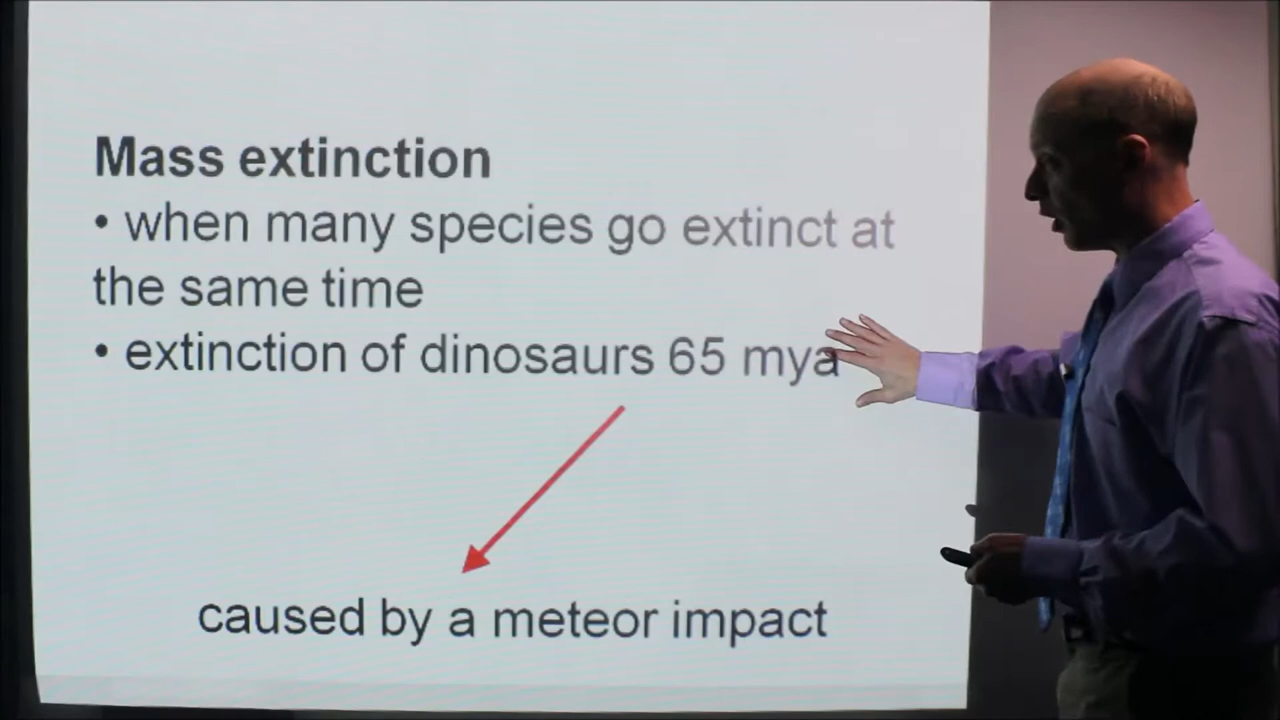 Mass extinction
• when many species go extinct at
the same time
• extinction of dinosaurs 65 mya
caused by a meteor impact